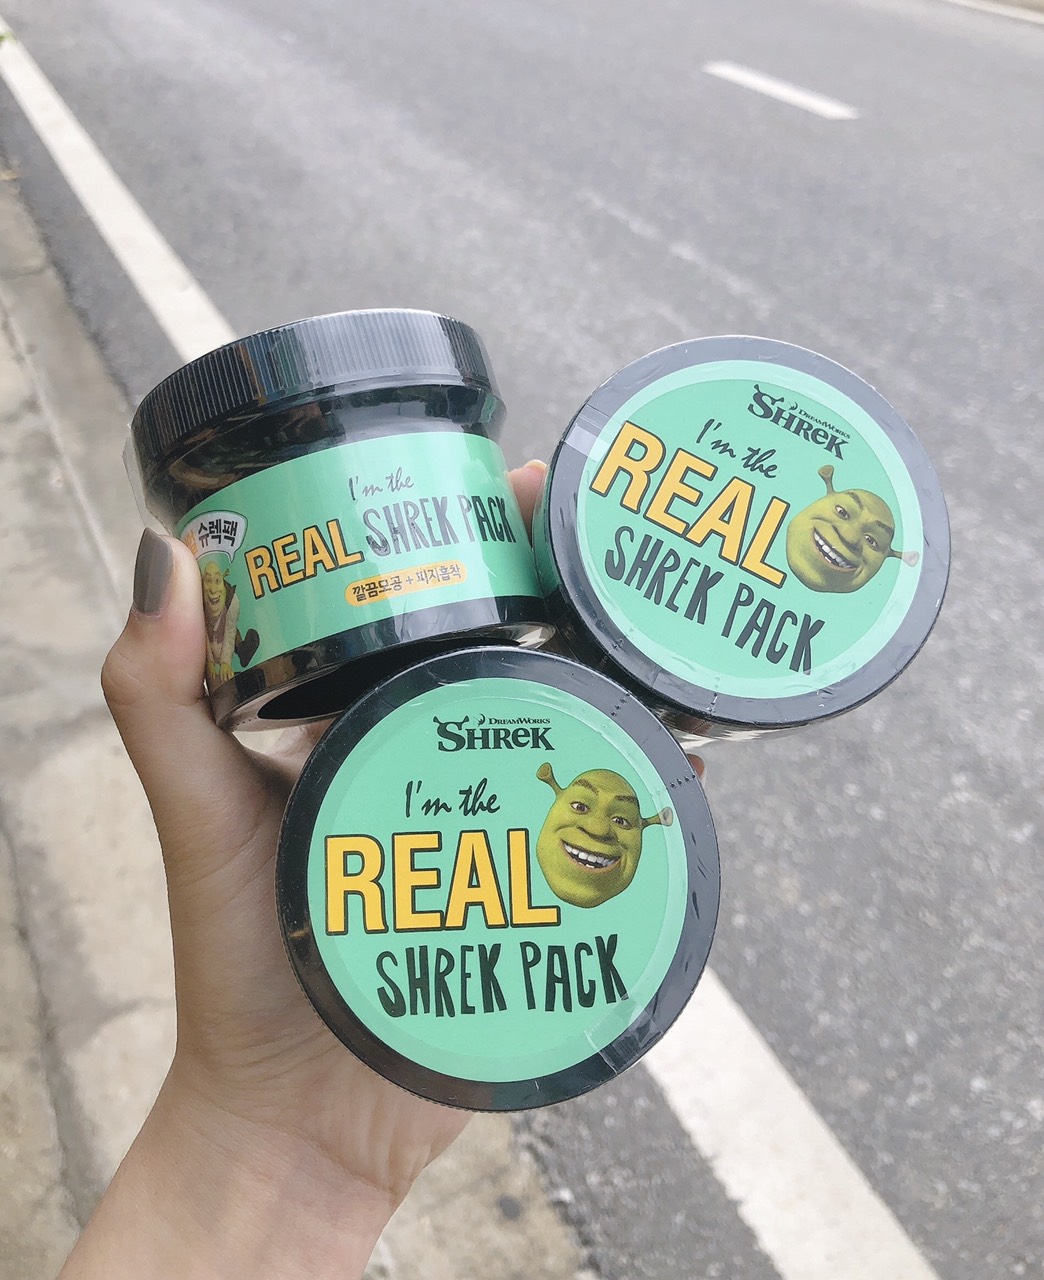 슈렉팩
I'm the
REAL SHREK PACK
깔끔모공 + 피지흡착
DREAMWORKS
SHREK
I'm the
REAL
SHREK PACK
DREAMWORKS
SHREK
I'm the
REAL
SHREK PACK